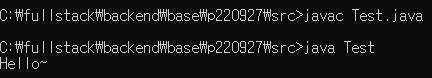 C:₩fullstack₩backend₩base₩p220927₩src>javac Test.java
C:₩fullstack₩backend₩base₩p220927₩src>java Test
Hello~